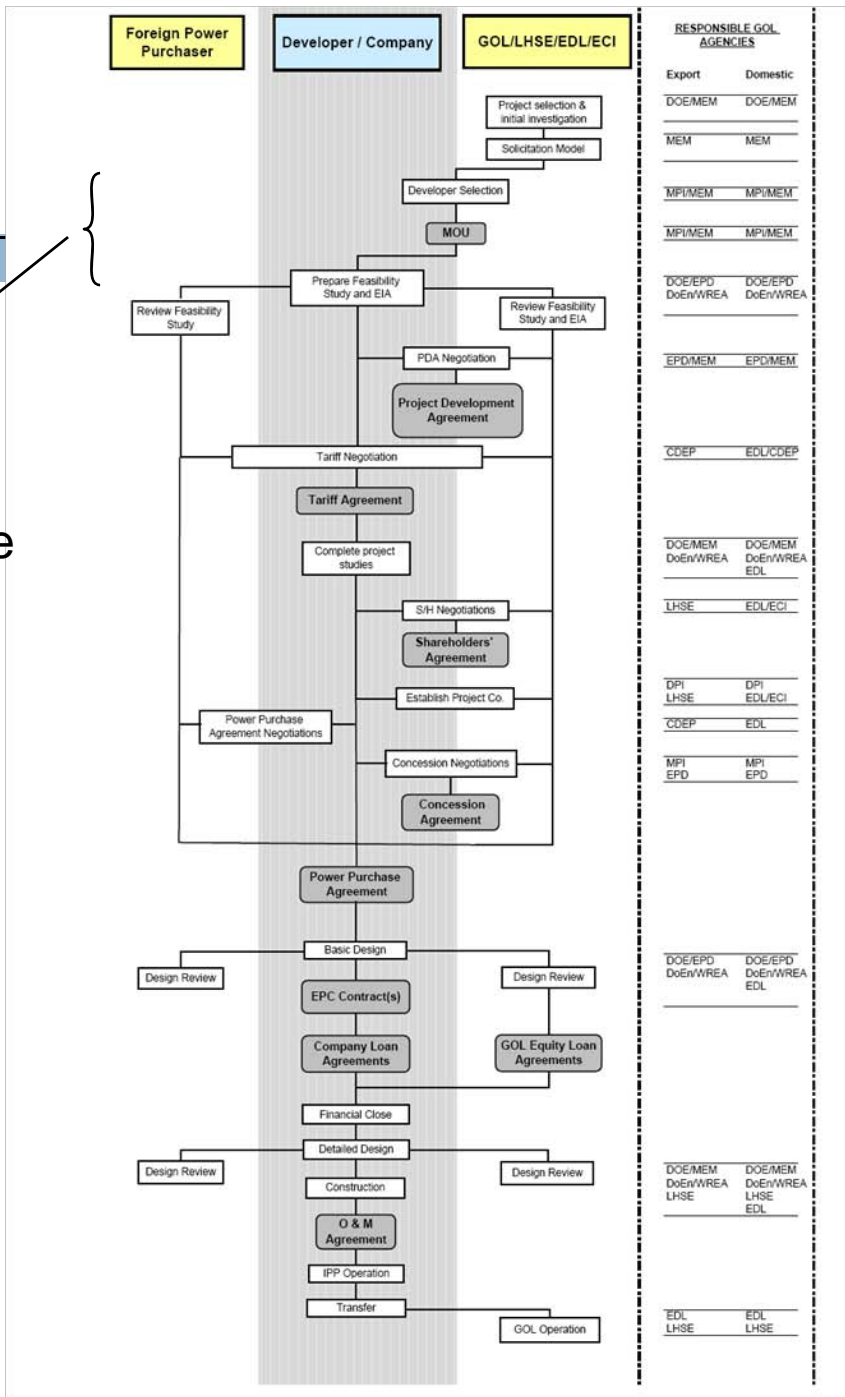 Foreign Power
Purchaser
Developer / Company
GOL/LHSE/EDL/ECI
RESPONSIBLE GOL
AGENCIES
Export Domestic
Project selection &
initial investigation
DOE/MEM DOE/MEM
Solicitation Model
MEM MEM
Developer Selection
MPI/MEM MPI/MEM
MOU
MPI/MEM MPI/MEM
Prepare Feasibility
Study and EIA
DOE/EPD DOE/EPD
DoEn/WREA DoEn/WREA
Review Feasibility
Study
Review Feasibility
Study and EIA
PDA Negotiation
EPD/MEM EPD/MEM
Project Development
Agreement
Tariff Negotiation
CDEP EDL/CDEP
Tariff Agreement
e
Complete project
studies
DOE/MEM DOE/MEM
DoEn/WREA DoEn/WREA
EDL
S/H Negotiations
LHSE EDL/ECI
Shareholders'
Agreement
Establish Project Co.
DPI DPI
LHSE EDL/ECI
Power Purchase
Agreement Negotiations
CDEP EDL
Concession Negotiations
MPI MPI
EPD EPD
Concession
Agreement
Power Purchase
Agreement
Basic Design
Design Review
Design Review
DOE/EPD DOE/EPD
DoEn/WREA DoEn/WREA
EDL
EPC Contract(s)
Company Loan
Agreements
GOL Equity Loan
Agreements
Financial Close
Detailed Design
Design Review
Design Review
DOE/MEM DOE/MEM
DoEn/WREA DoEn/WREA
LHSE LHSE
EDL
Construction
O & M
Agreement
IPP Operation
Transfer
GOL Operation
EDL EDL
LHSE LHSE